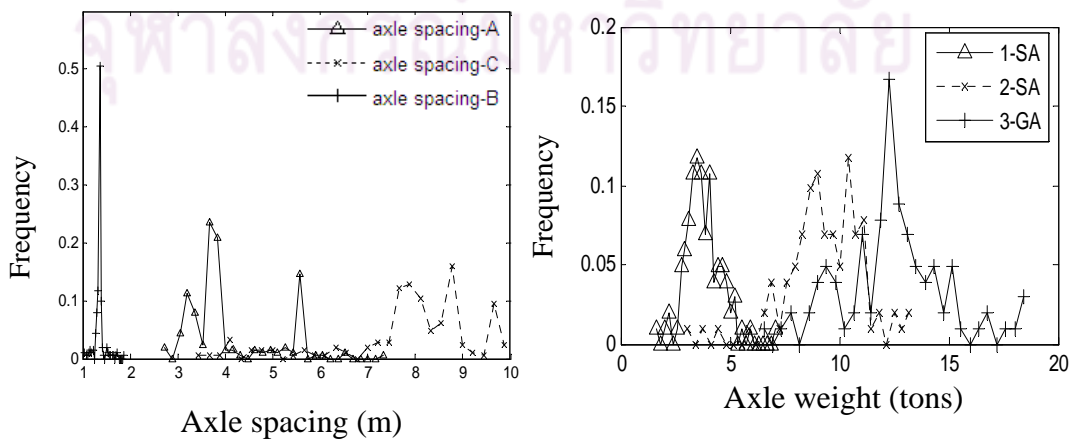 จุฬาลงกรณ์มหาวิทยาลัย
axle spacing-A
axle spacing-C
axle spacing-B
0.5
0.4
0.3
0.2
0.1
0
1 2 3 4 5 6 7 8 9 10
Frequency
Axle spacing (m)
1-SA
2-SA
3-GA
0.2
0.15
0.1
0.05
0
0 5 10 15 20
Frequency
Axle weight (tons)